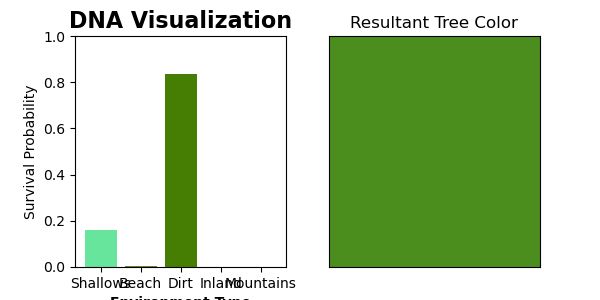 DNA Visualization
Resultant Tree Color
1.0
0.8
0.6
0.4
0.2
0.0
Survival Probability
Shallows Beach Dirt Inland Mountains
Environment Type